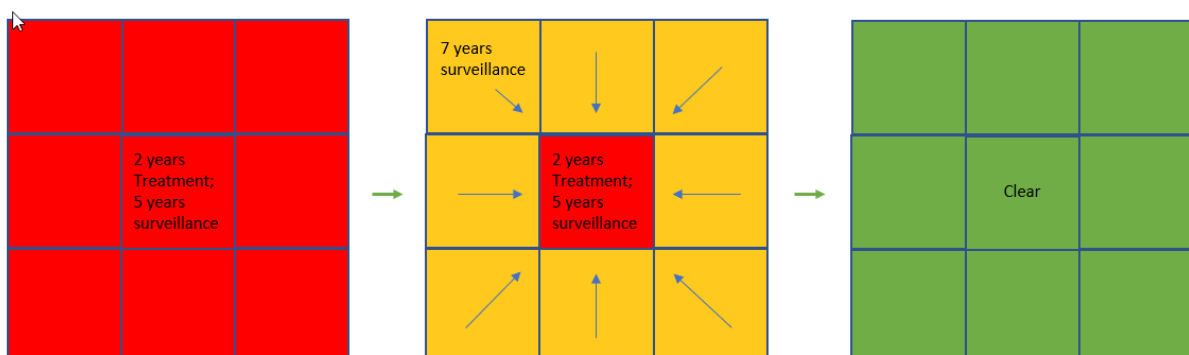 2 years
Treatment;
5 years
surveillance
7 years
surveillance
2 years
Treatment;
5 years
surveillance
Clear